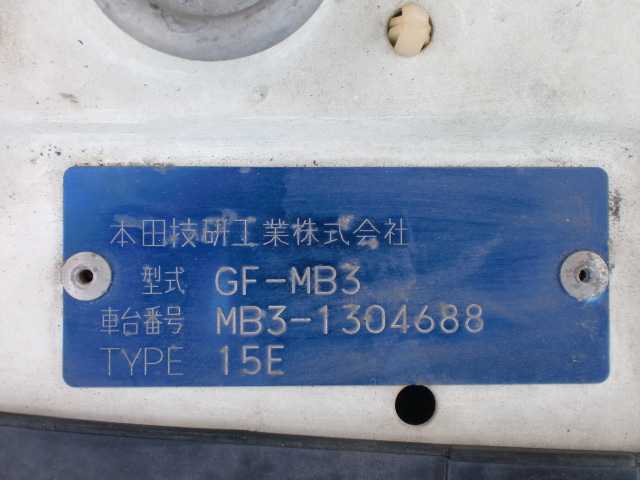 本田技研工業株式会社
型式 GF-MB3
車台番号 MB3-1304688
TYPE 15E